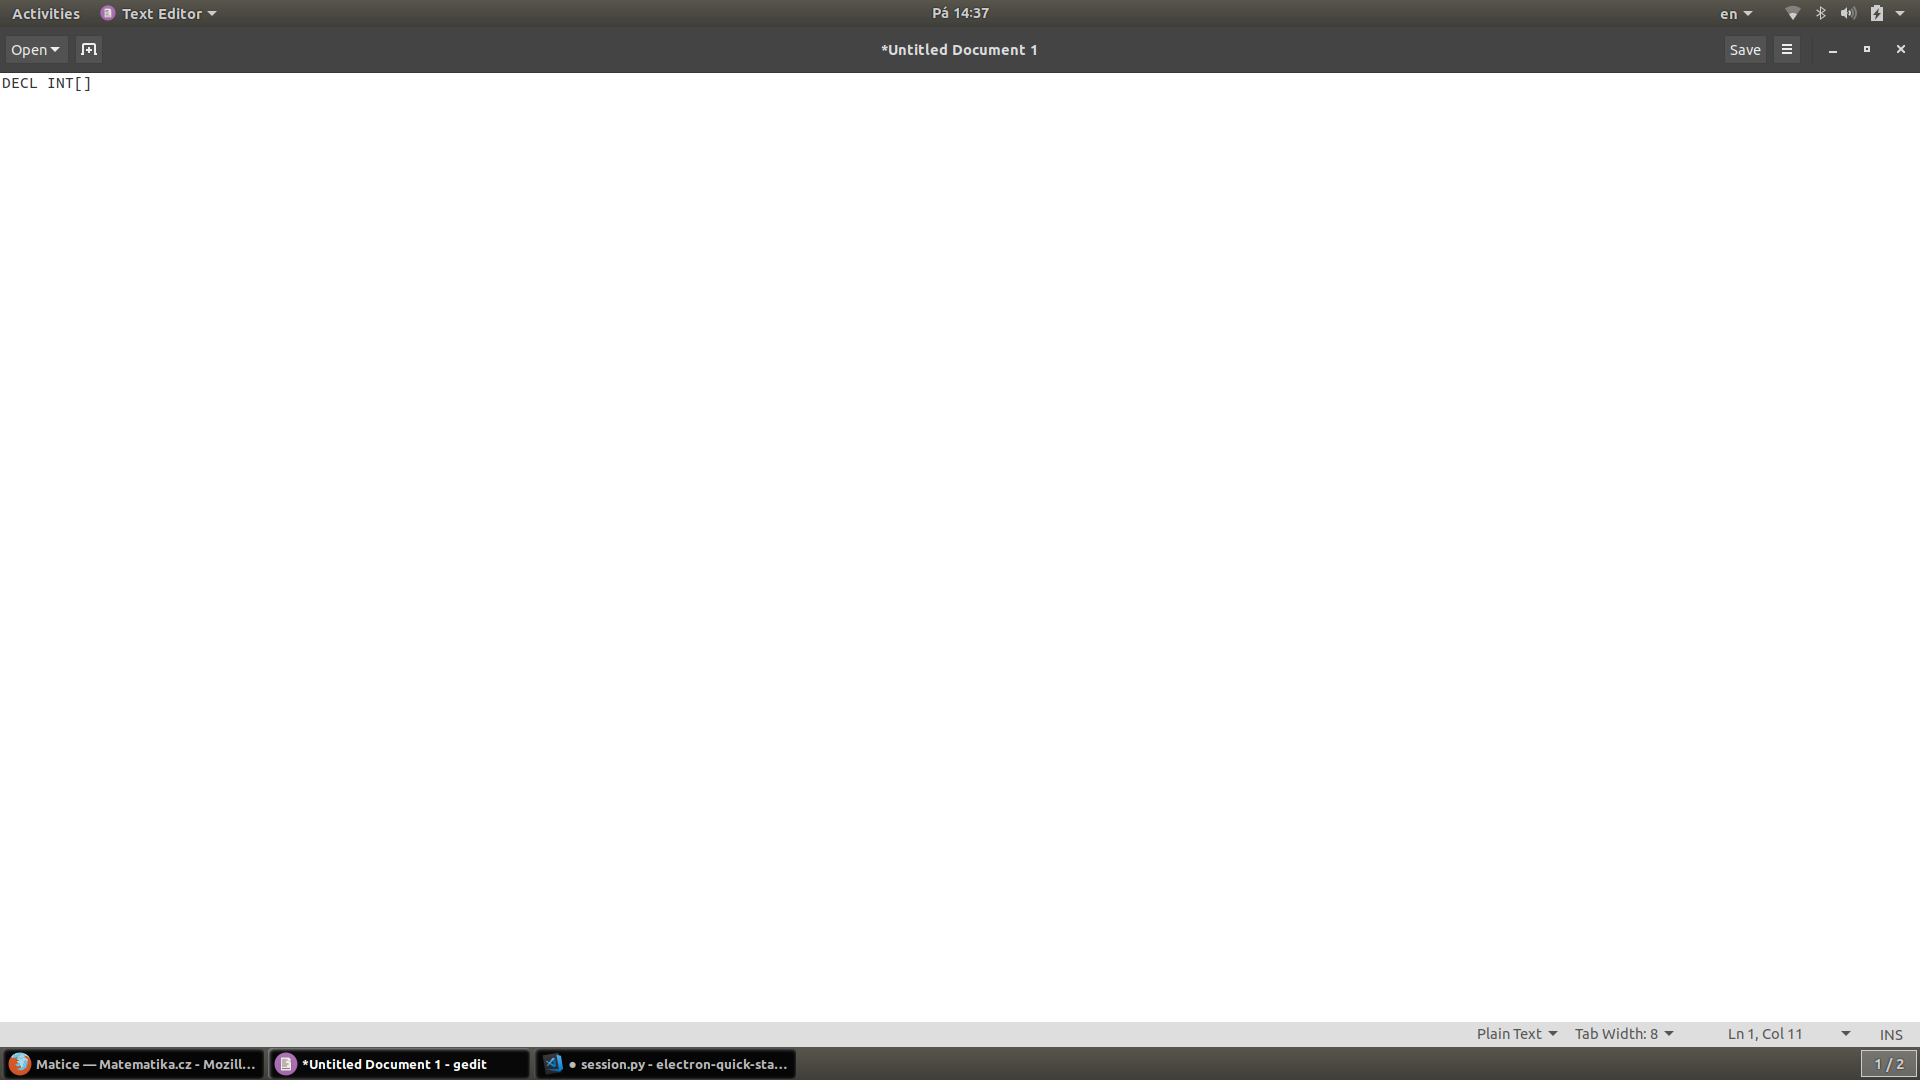 Activities Text Editor Pá 14:37 en
Open *Untitled Document 1 Save
DECL INT[]
Plain Text Tab Width: 8 Ln 1, Col 11 INS
Matice — Matematika.cz - Mozill... *Untitled Document 1 - gedit ● session.py - electron-quick-sta... 1 / 2